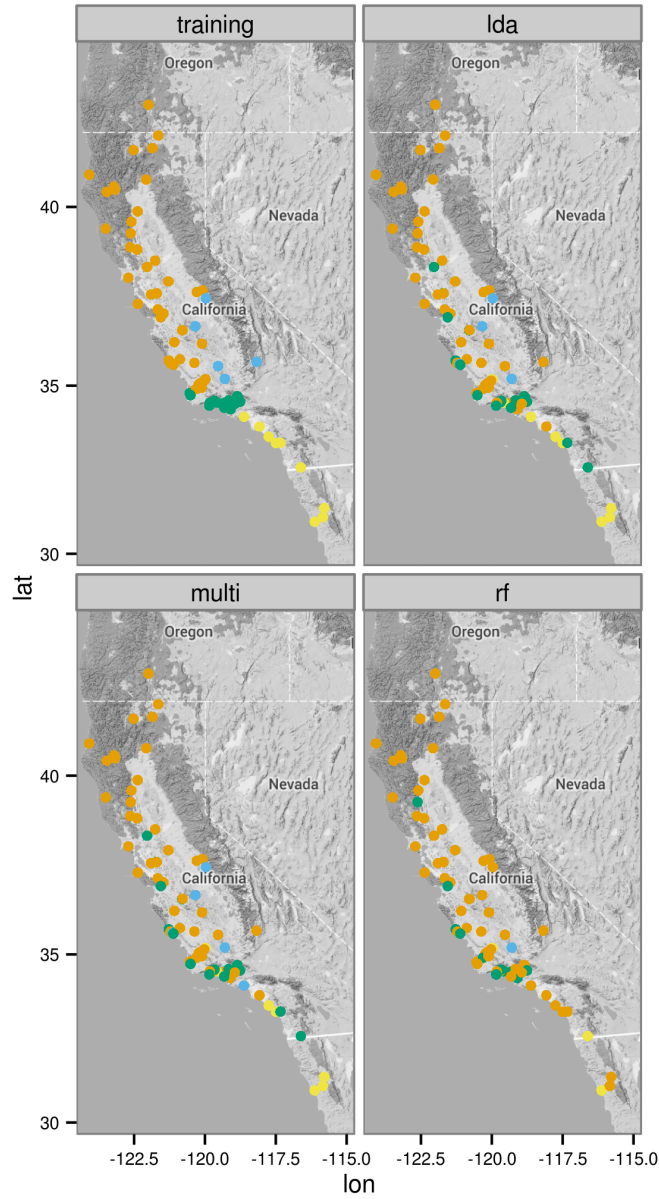 training
lda
Oregon
Oregon
40
Nevada
Nevada
California
California
35
30
lat
multi
rf
Oregon
Oregon
40
Nevada
Nevada
California
California
35
30
-122.5
-120.0
-117.5
-115.0
-122.5
-120.0
-117.5
-115.0
lon